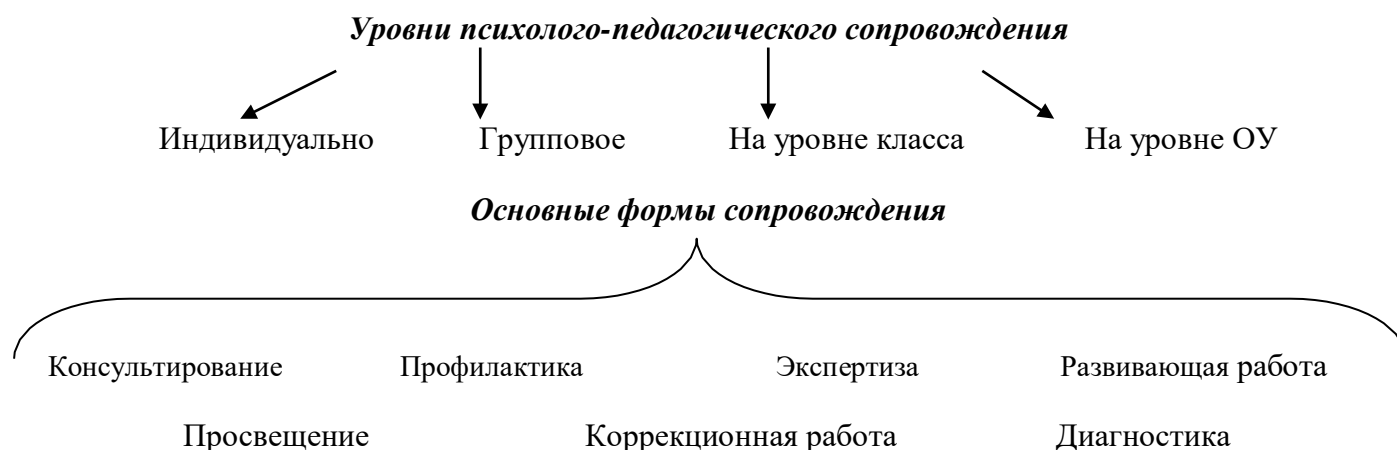 Уровни психолого-педагогического сопровождения
Индивидуально Групповое На уровне класса На уровне ОУ
Основные формы сопровождения
Консультирование Профилактика Экспертиза Развивающая работа
Просвещение Коррекционная работа Диагностика